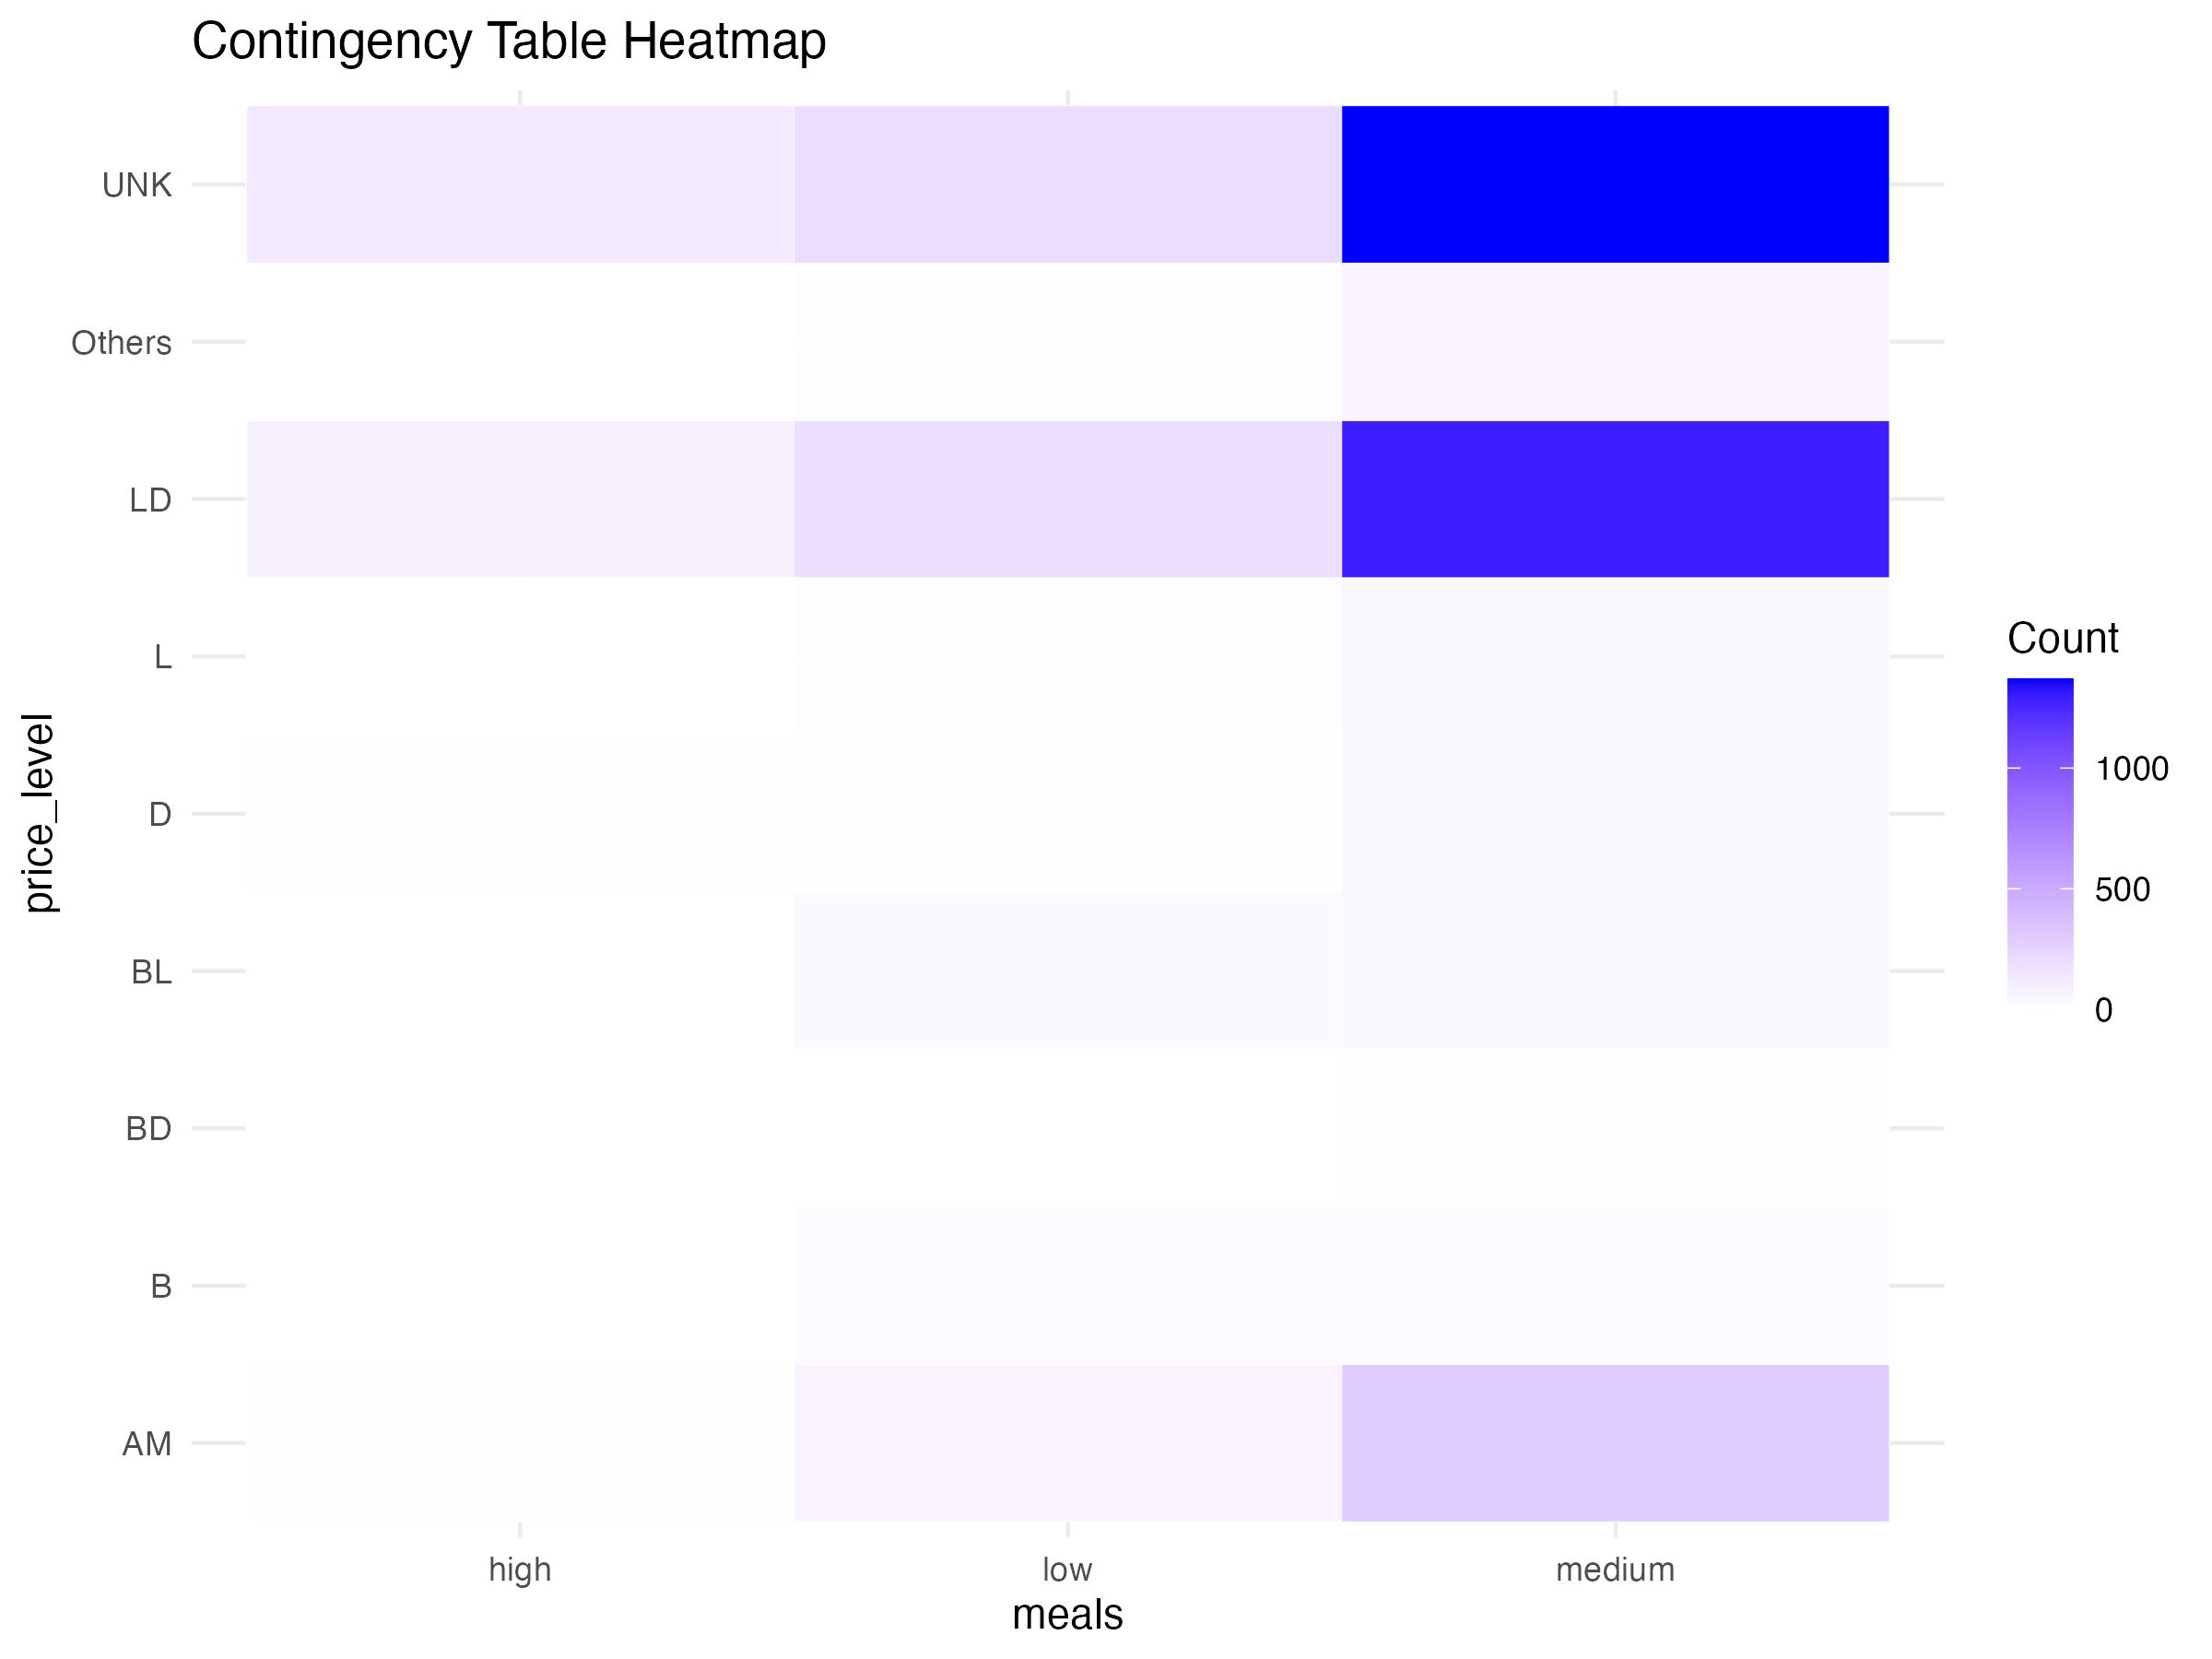 Contingency Table Heatmap
UNK
Others
LD
L
D
BL
BD
B
AM
price_level
high
low
medium
meals
Count
1000
500
0